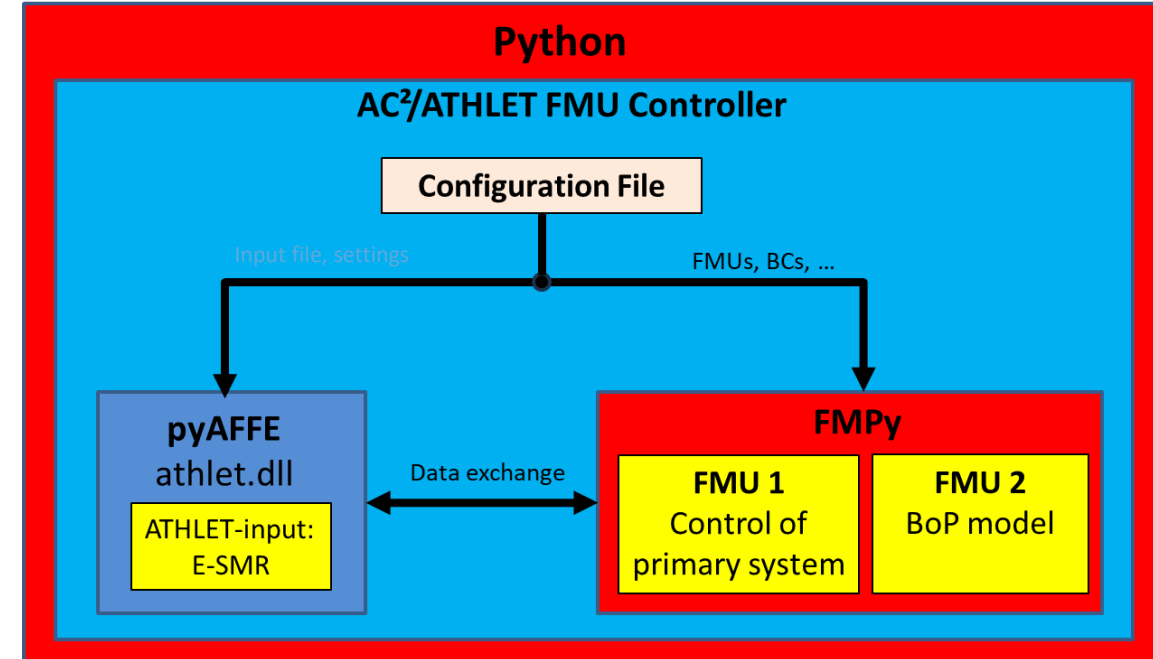 Python
AC²/ATHLET FMU Controller
Configuration File
Input file, settings
FMUs, BCs, ...
pyAFFE
athlet.dll
ATHLET-input:
E-SMR
Data exchange
FMPy
FMU 1
Control of
primary system
FMU 2
BoP model